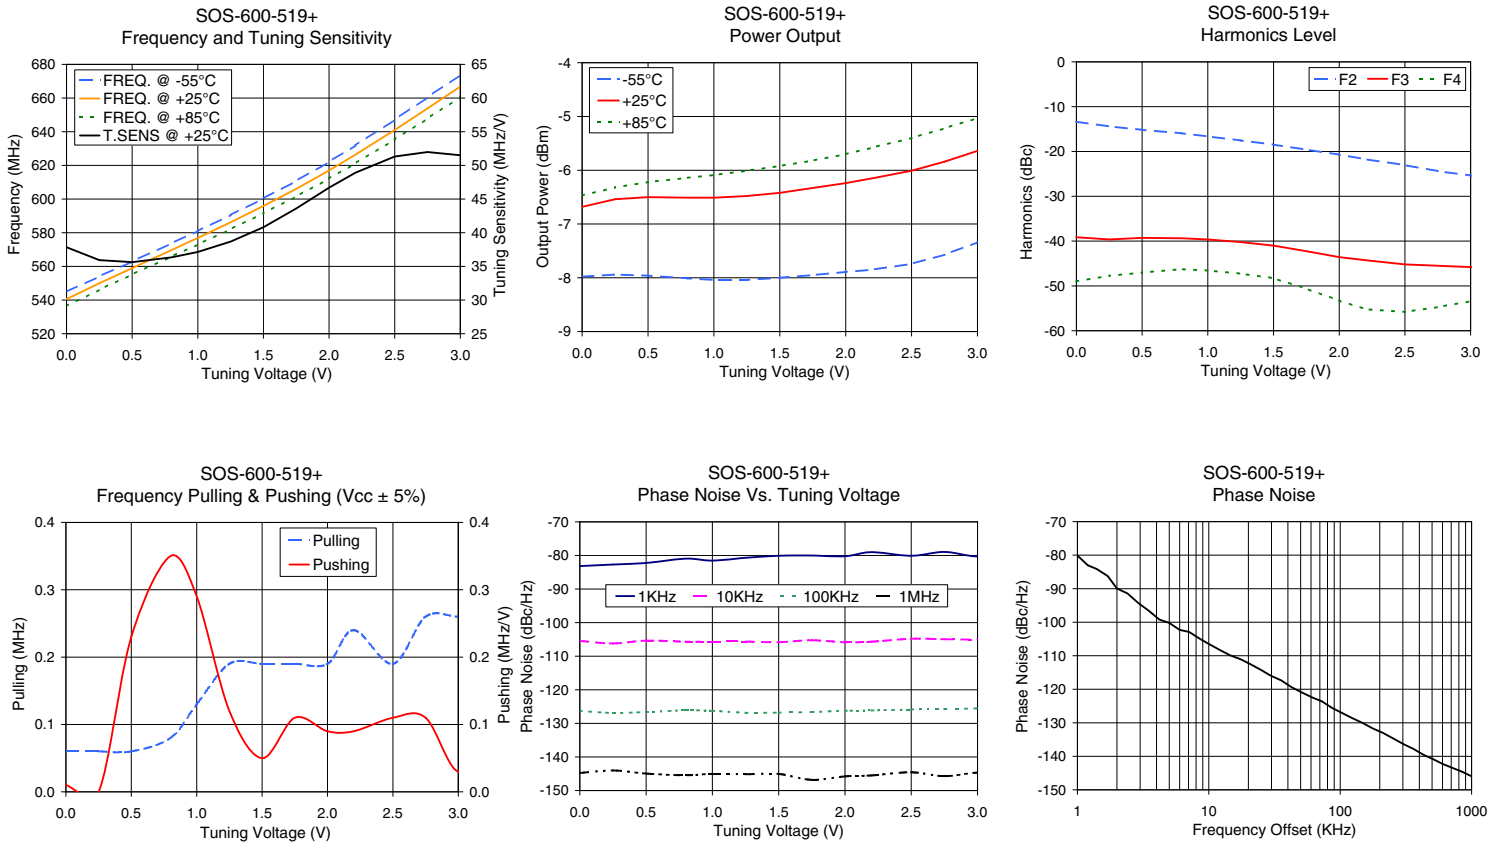 SOS-600-519+
Frequency and Tuning Sensitivity
680
660
640
620
600
580
560
540
520
Frequency (MHz)
FREQ. @ -55°C
FREQ. @ +25°C
FREQ. @ +85°C
T.SENS @ +25°C
65
60
55
50
45
40
35
30
25
Tuning Sensitivity (MHz/V)
0.0 0.5 1.0 1.5 2.0 2.5 3.0
Tuning Voltage (V)
SOS-600-519+
Power Output
-4
-5
-6
-7
-8
-9
Output Power (dBm)
-55°C
+25°C
+85°C
0.0 0.5 1.0 1.5 2.0 2.5 3.0
Tuning Voltage (V)
SOS-600-519+
Harmonics Level
0
-10
-20
-30
-40
-50
-60
Harmonics (dBc)
F2 F3 F4
0.0 0.5 1.0 1.5 2.0 2.5 3.0
Tuning Voltage (V)
SOS-600-519+
Frequency Pulling & Pushing (Vcc ± 5%)
0.4
0.3
0.2
0.1
0.0
Pulling (MHz)
Pulling
Pushing
0.4
0.3
0.2
0.1
0.0
Pushing (MHz/V)
0.0 0.5 1.0 1.5 2.0 2.5 3.0
Tuning Voltage (V)
SOS-600-519+
Phase Noise Vs. Tuning Voltage
-70
-80
-90
-100
-110
-120
-130
-140
-150
Phase Noise (dBc/Hz)
1KHz 10KHz 100KHz 1MHz
0.0 0.5 1.0 1.5 2.0 2.5 3.0
Tuning Voltage (V)
SOS-600-519+
Phase Noise
-70
-80
-90
-100
-110
-120
-130
-140
-150
Phase Noise (dBc/Hz)
1 10 100 1000
Frequency Offset (KHz)